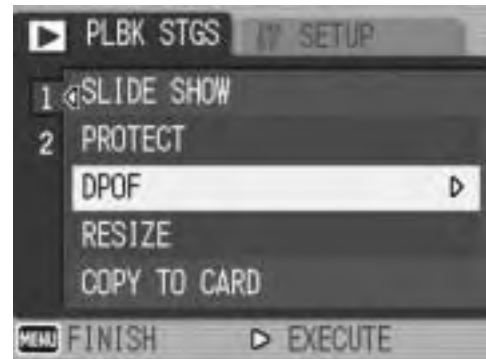 PLBK STGS SETUP
1 SLIDE SHOW
2 PROTECT
DPOF
RESIZE
COPY TO CARD
MENU FINISH EXECUTE